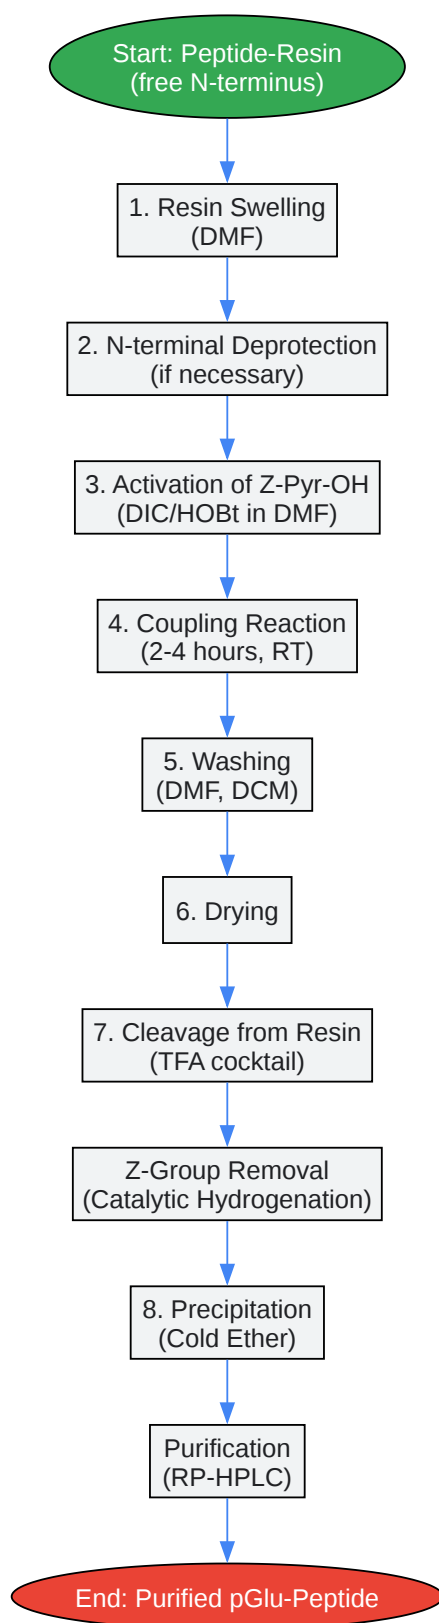 Start: Peptide-Resin
(free N-terminus)
1. Resin Swelling
(DMF)
2. N-terminal Deprotection
(if necessary)
3. Activation of Z-Pyr-OH
(DIC/HOBt in DMF)
4. Coupling Reaction
(2-4 hours, RT)
5. Washing
(DMF, DCM)
6. Drying
7. Cleavage from Resin
(TFA cocktail)
Z-Group Removal
(Catalytic Hydrogenation)
8. Precipitation
(Cold Ether)
Purification
(RP-HPLC)
End: Purified pGlu-Peptide